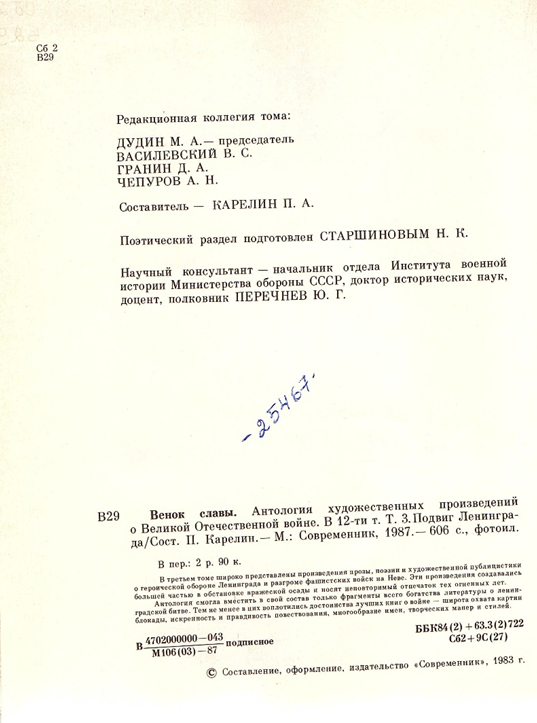 Сб 2
В29
Редакционная коллегия тома:
ДУДИН М. А.— председатель
ВАСИЛЕВСКИЙ В. С.
ГРАНИН Д. А.
ЧЕПУРОВ А. Н.
Составитель — КАРЕЛИН П. А.
Поэтический раздел подготовлен СТАРШИНОВЫМ Н. К.
Научный консультант — начальник отдела Института военной
истории Министерства обороны СССР, доктор исторических наук,
доцент, полковник ПЕРЕЧНЕВ Ю. Г.
- 25467.
В29 Венок славы. Антология художественных произведений
о Великой Отечественной войне. В 12-ти т. Т. 3.Подвиг Ленингра-
да/Сост. П. Карелин.— М.: Современник, 1987.— 606 с., фотоил.
В пер.: 2 р. 90 к.
В третьем томе широко представлены произведения прозы, поэзии и художественной публицистики
о героической обороне Ленинграда и разгроме фашистских войск на Неве. Эти произведения создавались
большей частью в обстановке вражеской осады и носят неповторимый отпечаток тех огненных лет.
Антология смогла вместить в свой состав только фрагменты всего богатства литературы о ленин-
градской битве. Тем не менее в них воплотились достоинства лучших книг о войне — широта охвата картин
блокады, искренность и правдивость повествования, многообразие имен, творческих манер и стилей.
В 4702000000—043 подписное
М106(03)—87
ББК84(2)+63.3(2)722
Сб2+9С(27)
© Составление, оформление, издательство «Современник», 1983 г.